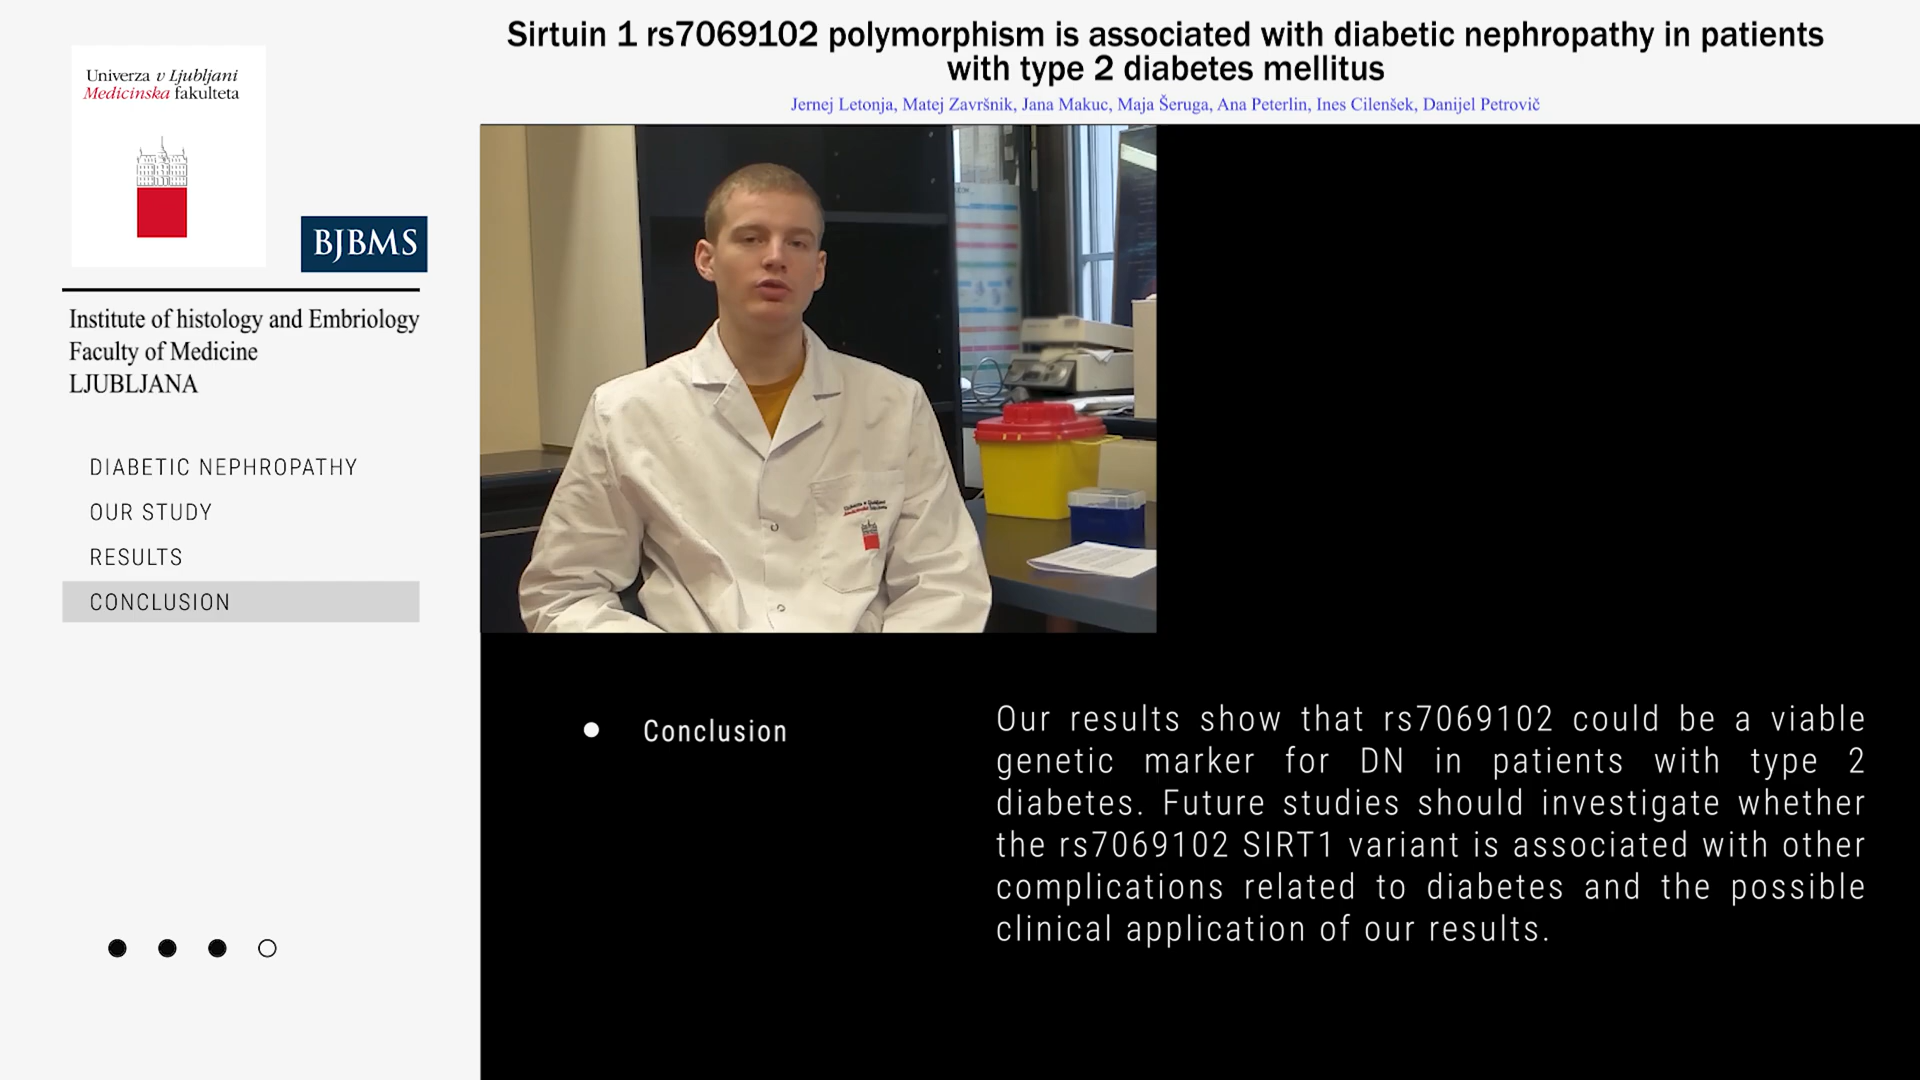 Sirtuin 1 rs7069102 polymorphism is associated with diabetic nephropathy in patients
with type 2 diabetes mellitus
Jernej Letonja, Matej Završnik, Jana Makuc, Maja Šeruga, Ana Peterlin, Ines Cilenšek, Danijel Petrovič
Univerza v Ljubljani
Medicinska fakulteta
BJBMS
Institute of histology and Embriology
Faculty of Medicine
LJUBLJANA
DIABETIC NEPHROPATHY
OUR STUDY
RESULTS
CONCLUSION
Conclusion
Our results show that rs7069102 could be a viable
genetic marker for DN in patients with type 2
diabetes. Future studies should investigate whether
the rs7069102 SIRT1 variant is associated with other
complications related to diabetes and the possible
clinical application of our results.